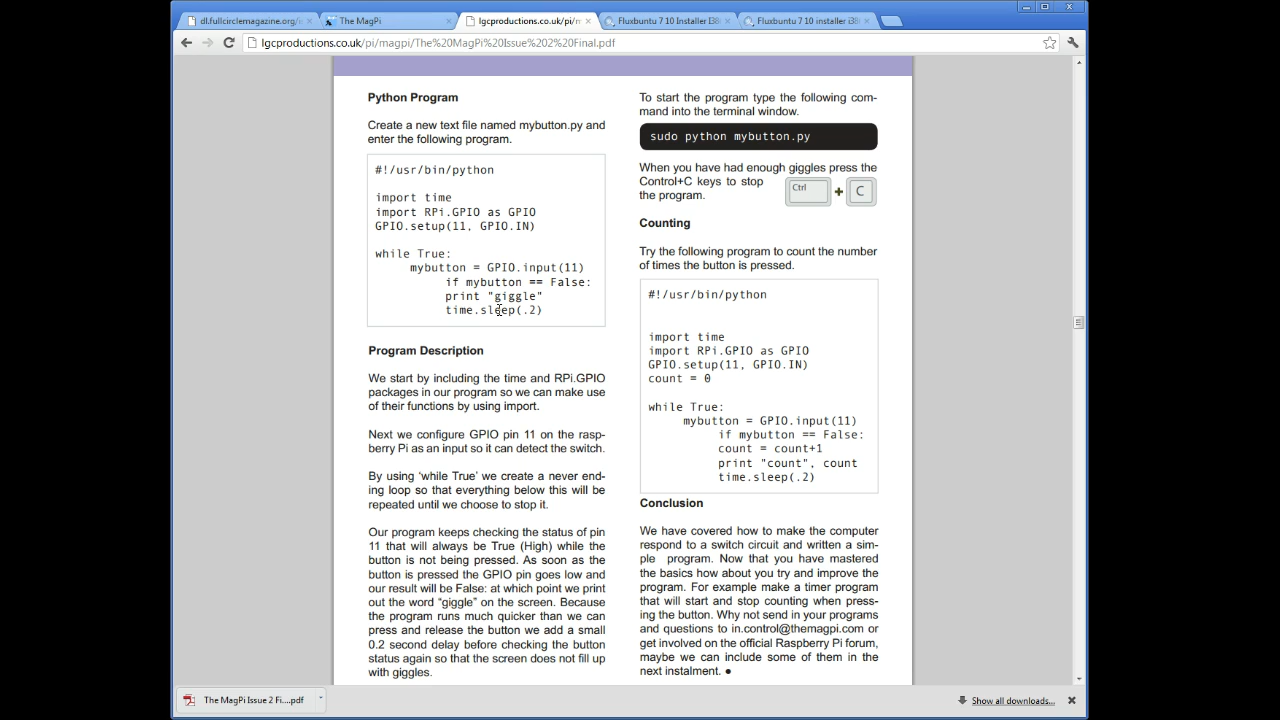 dl.fullcirclemagazine.org/is
The MagPi
lgcproductions.co.uk/pi/m
Fluxbuntu 7 10 Installer I38
Fluxbuntu 7 10 installer i38
lgcproductions.co.uk/pi/magpi/The%20MagPi%20Issue%202%20Final.pdf
Python Program
Create a new text file named mybutton.py and
enter the following program.
#!/usr/bin/python
import time
import RPi.GPIO as GPIO
GPIO.setup(11, GPIO.IN)
while True:
mybutton = GPIO.input(11)
if mybutton == False:
print "giggle"
time.sleep(.2)
Program Description
We start by including the time and RPi.GPIO
packages in our program so we can make use
of their functions by using import.
Next we configure GPIO pin 11 on the rasp-
berry Pi as an input so it can detect the switch.
By using ‘while True’ we create a never end-
ing loop so that everything below this will be
repeated until we choose to stop it.
Our program keeps checking the status of pin
11 that will always be True (High) while the
button is not being pressed. As soon as the
button is pressed the GPIO pin goes low and
our result will be False: at which point we print
out the word “giggle” on the screen. Because
the program runs much quicker than we can
press and release the button we add a small
0.2 second delay before checking the button
status again so that the screen does not fill up
with giggles.
To start the program type the following com-
mand into the terminal window.
sudo python mybutton.py
When you have had enough giggles press the
Control+C keys to stop
the program.
Ctrl + C
Counting
Try the following program to count the number
of times the button is pressed.
#!/usr/bin/python
import time
import RPi.GPIO as GPIO
GPIO.setup(11, GPIO.IN)
count = 0
while True:
mybutton = GPIO.input(11)
if mybutton == False:
count = count+1
print "count", count
time.sleep(.2)
Conclusion
We have covered how to make the computer
respond to a switch circuit and written a sim-
ple program. Now that you have mastered
the basics how about you try and improve the
program. For example make a timer program
that will start and stop counting when press-
ing the button. Why not send in your programs
and questions to in.control@themagpi.com or
get involved on the official Raspberry Pi forum,
maybe we can include some of them in the
next instalment. ●
The MagPi Issue 2 Fi....pdf
Show all downloads...